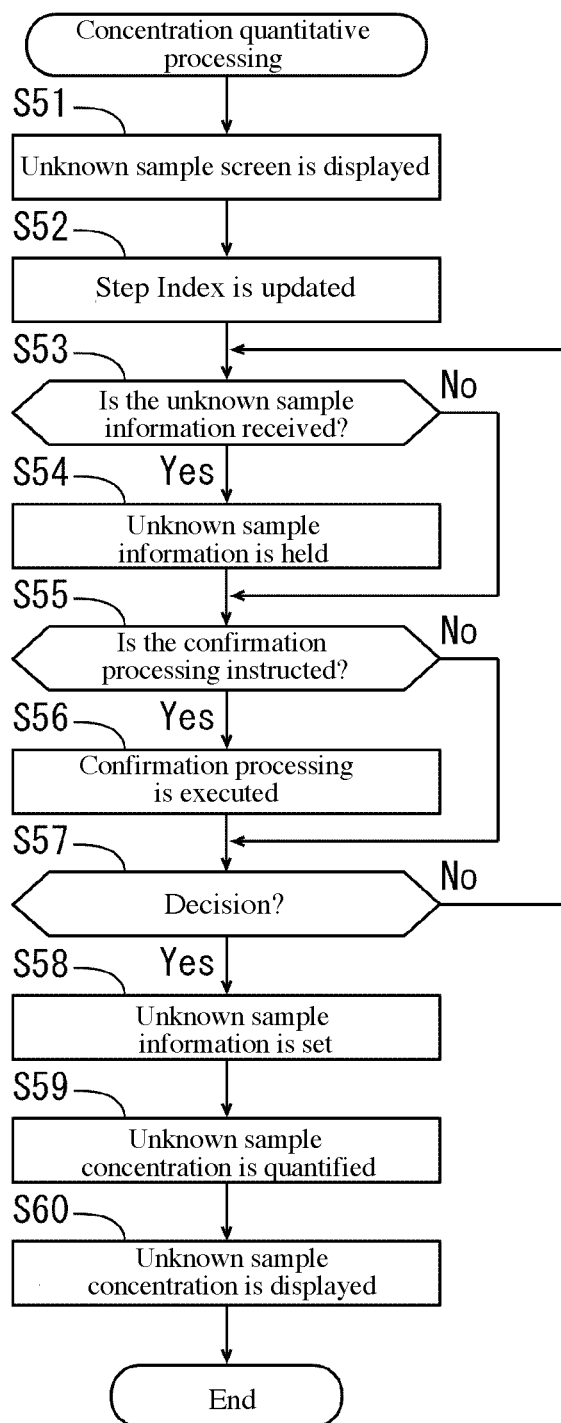 Concentration quantitative
processing
S51
Unknown sample screen is displayed
S52
Step Index is updated
S53
Is the unknown sample
information received?
No
Yes
S54
Unknown sample
information is held
S55
Is the confirmation
processing instructed?
No
Yes
S56
Confirmation processing
is executed
S57
Decision?
No
Yes
S58
Unknown sample
information is set
S59
Unknown sample
concentration is quantified
S60
Unknown sample
concentration is displayed
End